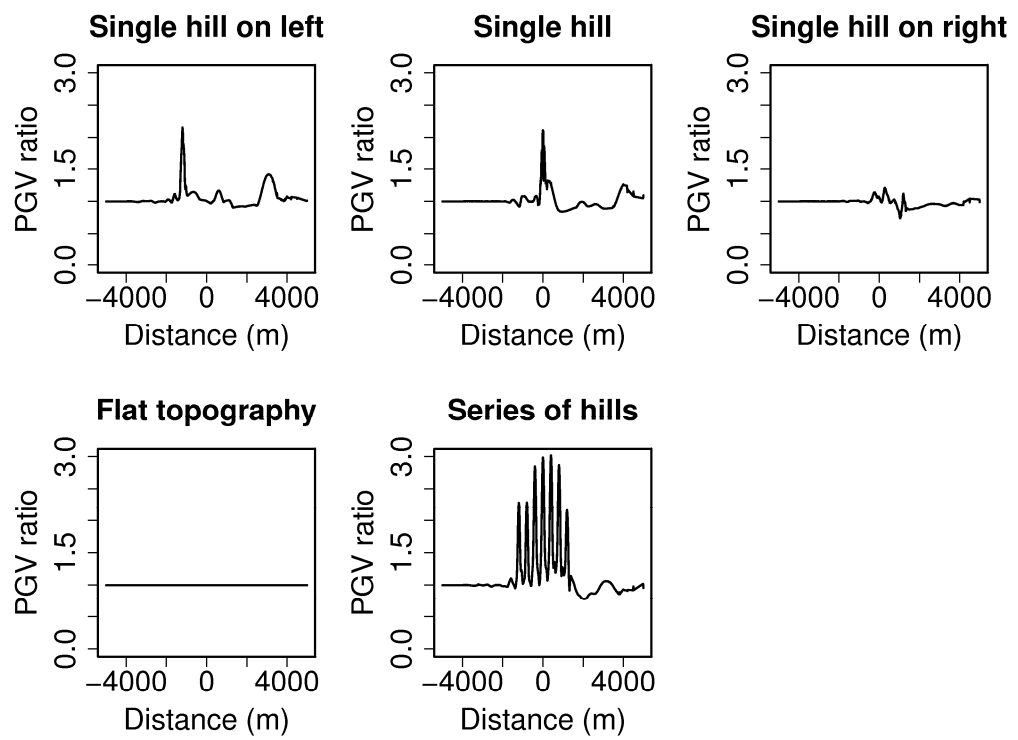 Single hill on left
PGV ratio
0.0 1.5 3.0
−4000 0 4000
Distance (m)
Single hill
PGV ratio
0.0 1.5 3.0
−4000 0 4000
Distance (m)
Single hill on right
PGV ratio
0.0 1.5 3.0
−4000 0 4000
Distance (m)
Flat topography
PGV ratio
0.0 1.5 3.0
−4000 0 4000
Distance (m)
Series of hills
PGV ratio
0.0 1.5 3.0
−4000 0 4000
Distance (m)